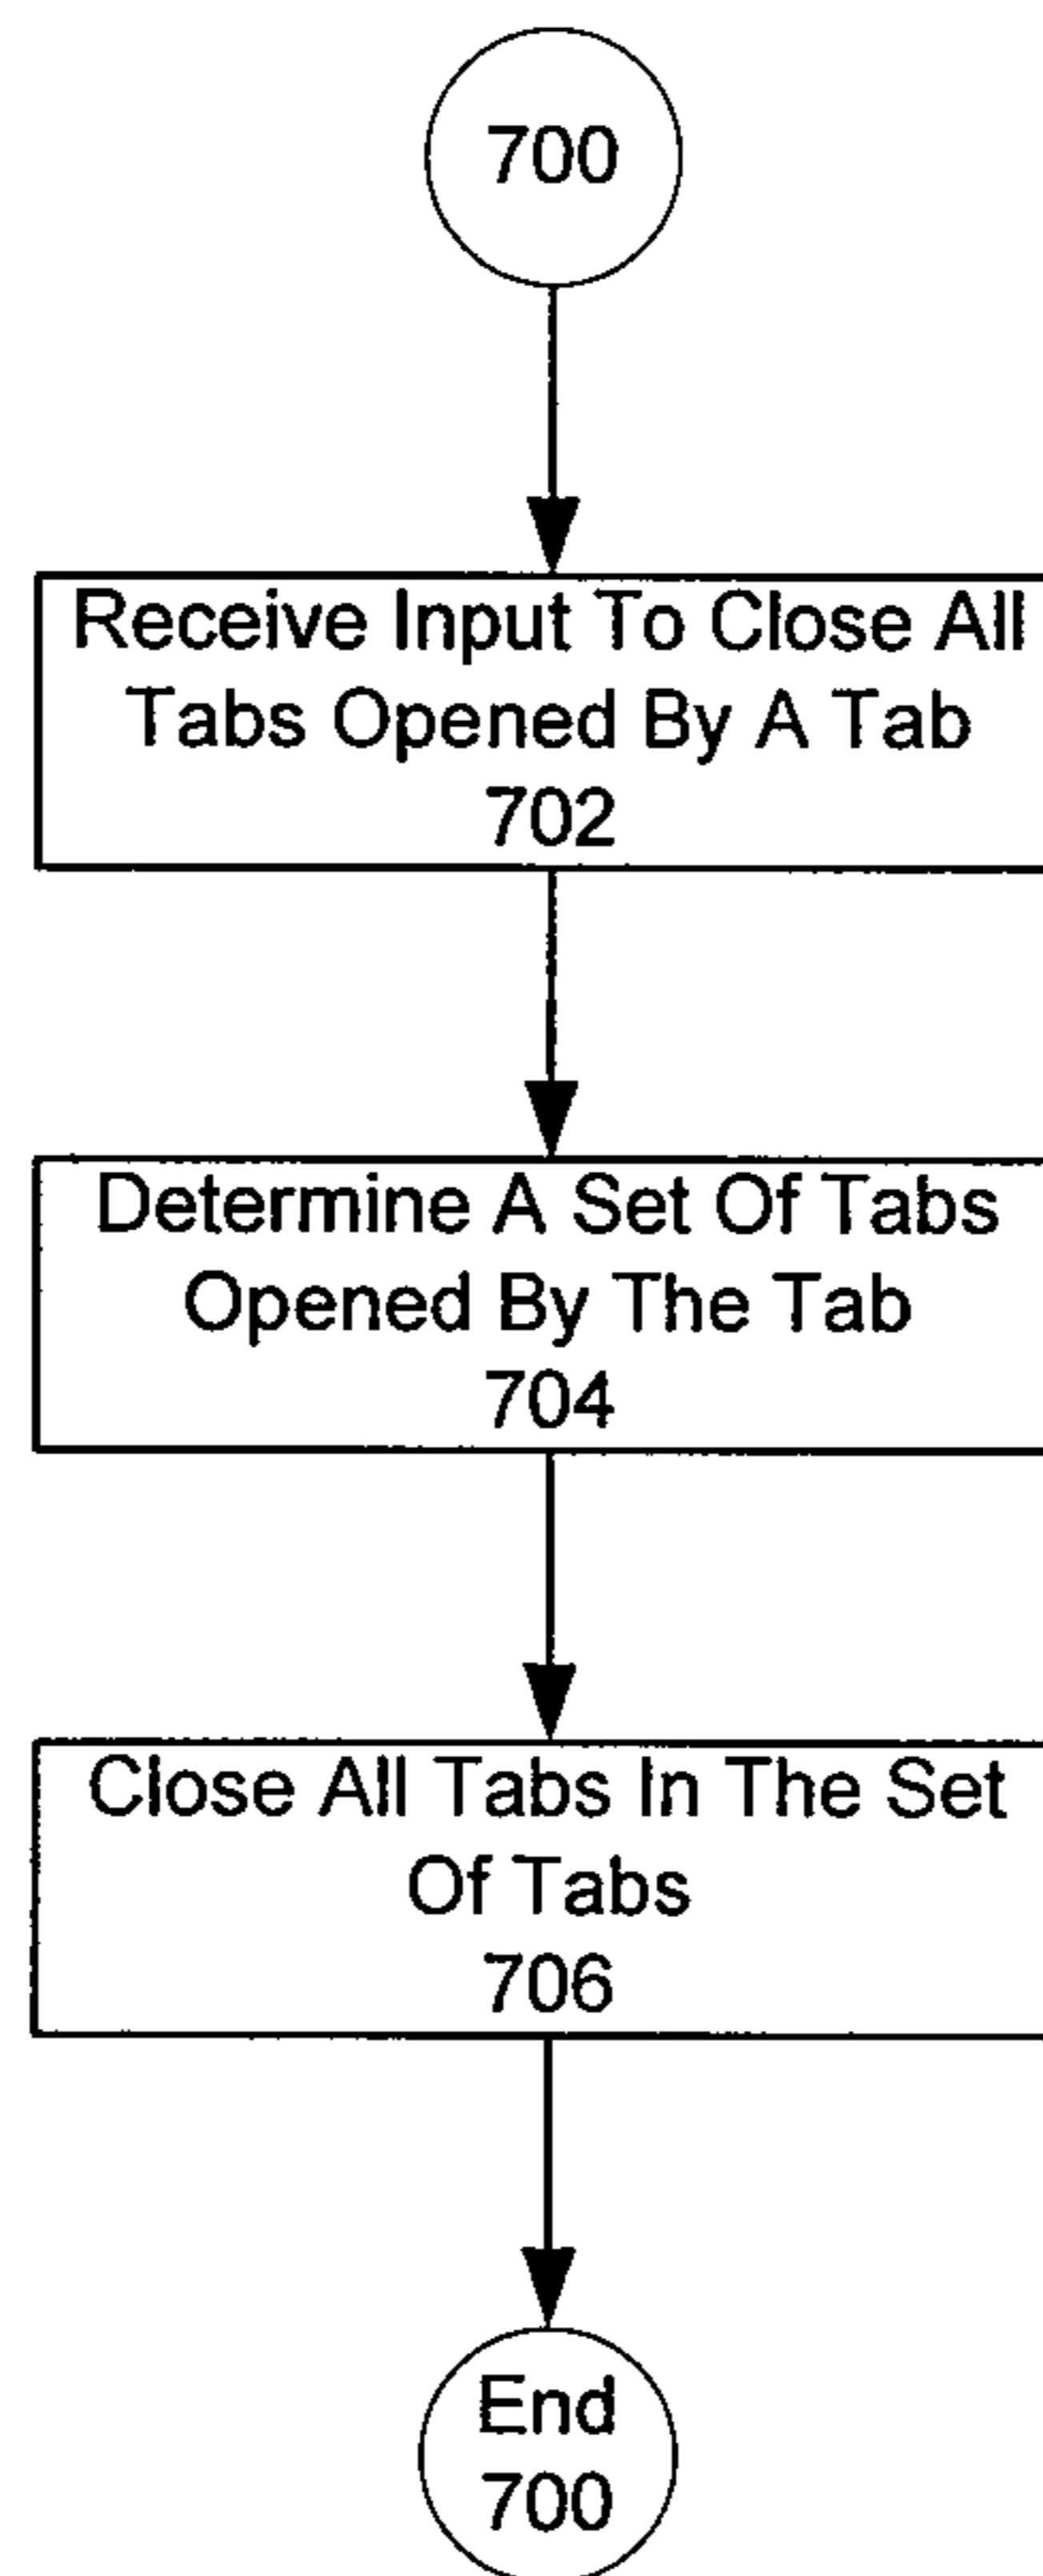 700
Receive Input To Close All
Tabs Opened By A Tab
702
Determine A Set Of Tabs
Opened By The Tab
704
Close All Tabs In The Set
Of Tabs
706
End
700